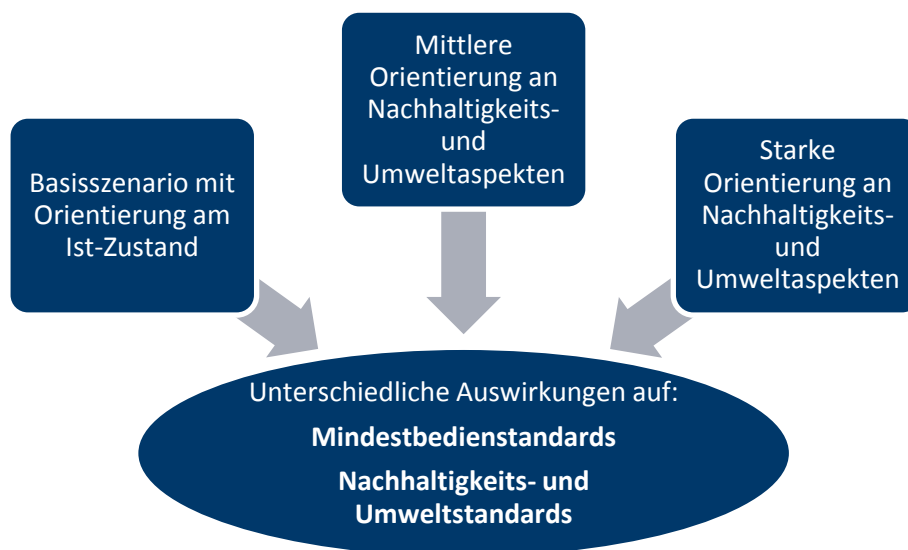 Basisszenario mit
Orientierung am
Ist-Zustand
Mittlere
Orientierung an
Nachhaltigkeits-
und
Umweltaspekten
Starke
Orientierung an
Nachhaltigkeits-
und
Umweltaspekten
Unterschiedliche Auswirkungen auf:
Mindestbedienstandards
Nachhaltigkeits- und
Umweltstandards